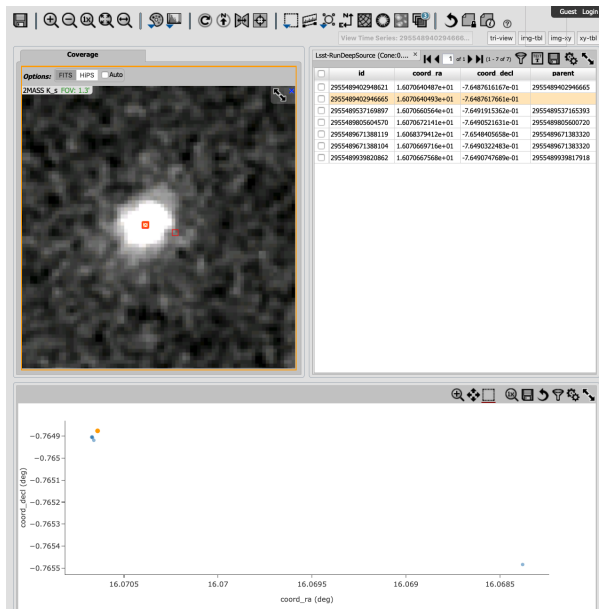 Guest Login
View Time Series: 295548940294666...
tri-view img-tbl img-xy xy-tbl
Coverage
Options: FITS HIPS Auto
2MASS K_s FOV: 1.3'
Lsst-RunDeepSource (Cone:0.... × 1 of 1 (1 - 7 of 7)
id coord_ra coord_decl parent
2955489402948621 1.6070640487e+01 -7.6487616167e-01 2955489402946665
2955489402946665 1.6070640493e+01 -7.6487617661e-01
2955489537169897 1.6070660564e+01 -7.6491915362e-01 2955489537165393
2955489805604570 1.6070672141e+01 -7.6490521631e-01 2955489805600720
2955489671388119 1.6068379412e+01 -7.6548405658e-01 2955489671383320
2955489671388104 1.6070669716e+01 -7.6490322483e-01 2955489671383320
2955489939820862 1.6070667568e+01 -7.6490747689e-01 2955489939817918
coord_decl (deg)
−0.7649
−0.765
−0.7651
−0.7652
−0.7653
−0.7654
−0.7655
16.0705 16.07 16.0695 16.069 16.0685
coord_ra (deg)